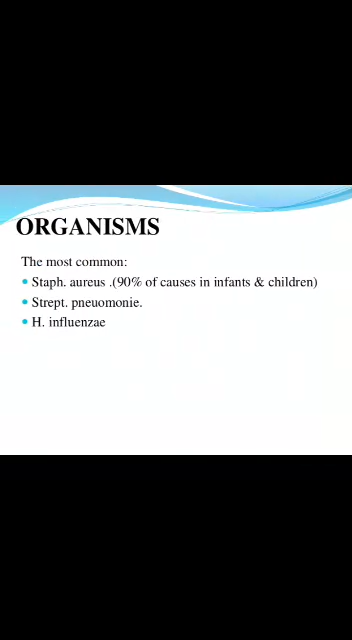 ORGANISMS
The most common:
Staph. aureus .(90% of causes in infants & children)
Strept. pneuomonie.
H. influenzae